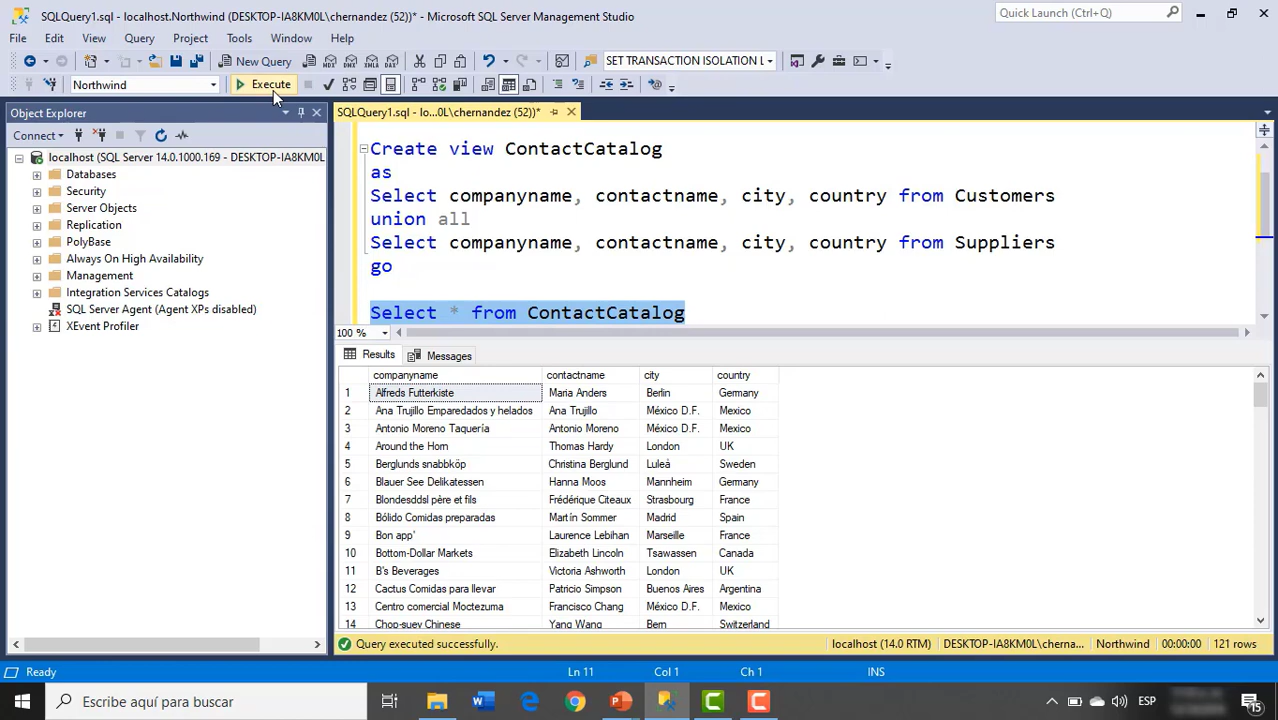 SQLQuery1.sql - localhost.Northwind (DESKTOP-IA8KM0L\chernandez (52))* - Microsoft SQL Server Management Studio
Quick Launch (Ctrl+Q)
File Edit View Query Project Tools Window Help
New Query MDX DMX XMLA DAX SET TRANSACTION ISOLATION L
Northwind Execute
Object Explorer
SQLQuery1.sql - lo...0L\chernandez (52))*
Connect
localhost (SQL Server 14.0.1000.169 - DESKTOP-IA8KM0L
Databases
Security
Server Objects
Replication
PolyBase
Always On High Availability
Management
Integration Services Catalogs
SQL Server Agent (Agent XPs disabled)
XEvent Profiler
Create view ContactCatalog
as
Select companyname, contactname, city, country from Customers
union all
Select companyname, contactname, city, country from Suppliers
go
Select * from ContactCatalog
100 %
Results Messages
companyname contactname city country
1 Alfreds Futterkiste Maria Anders Berlin Germany
2 Ana Trujillo Emparedados y helados Ana Trujillo México D.F. Mexico
3 Antonio Moreno Taquería Antonio Moreno México D.F. Mexico
4 Around the Horn Thomas Hardy London UK
5 Berglunds snabbköp Christina Berglund Luleå Sweden
6 Blauer See Delikatessen Hanna Moos Mannheim Germany
7 Blondesddsl père et fils Frédérique Citeaux Strasbourg France
8 Bólido Comidas preparadas Martín Sommer Madrid Spain
9 Bon app' Laurence Lebihan Marseille France
10 Bottom-Dollar Markets Elizabeth Lincoln Tsawassen Canada
11 B's Beverages Victoria Ashworth London UK
12 Cactus Comidas para llevar Patricio Simpson Buenos Aires Argentina
13 Centro comercial Moctezuma Francisco Chang México D.F. Mexico
14 Chop-suey Chinese Yang Wang Bern Switzerland
Query executed successfully. localhost (14.0 RTM) DESKTOP-IA8KM0L\cherna... Northwind 00:00:00 121 rows
Ready Ln 11 Col 1 Ch 1 INS
Escribe aquí para buscar ESP 15